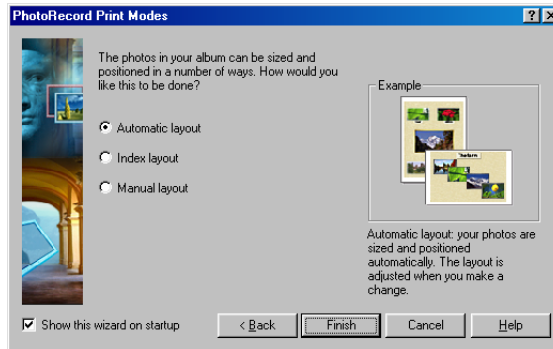 PhotoRecord Print Modes
The photos in your album can be sized and
positioned in a number of ways. How would you
like this to be done?
Automatic layout
Index layout
Manual layout
Example
Automatic layout: your photos are
sized and positioned
automatically. The layout is
adjusted when you make a
change.
Show this wizard on startup
< Back
Finish
Cancel
Help